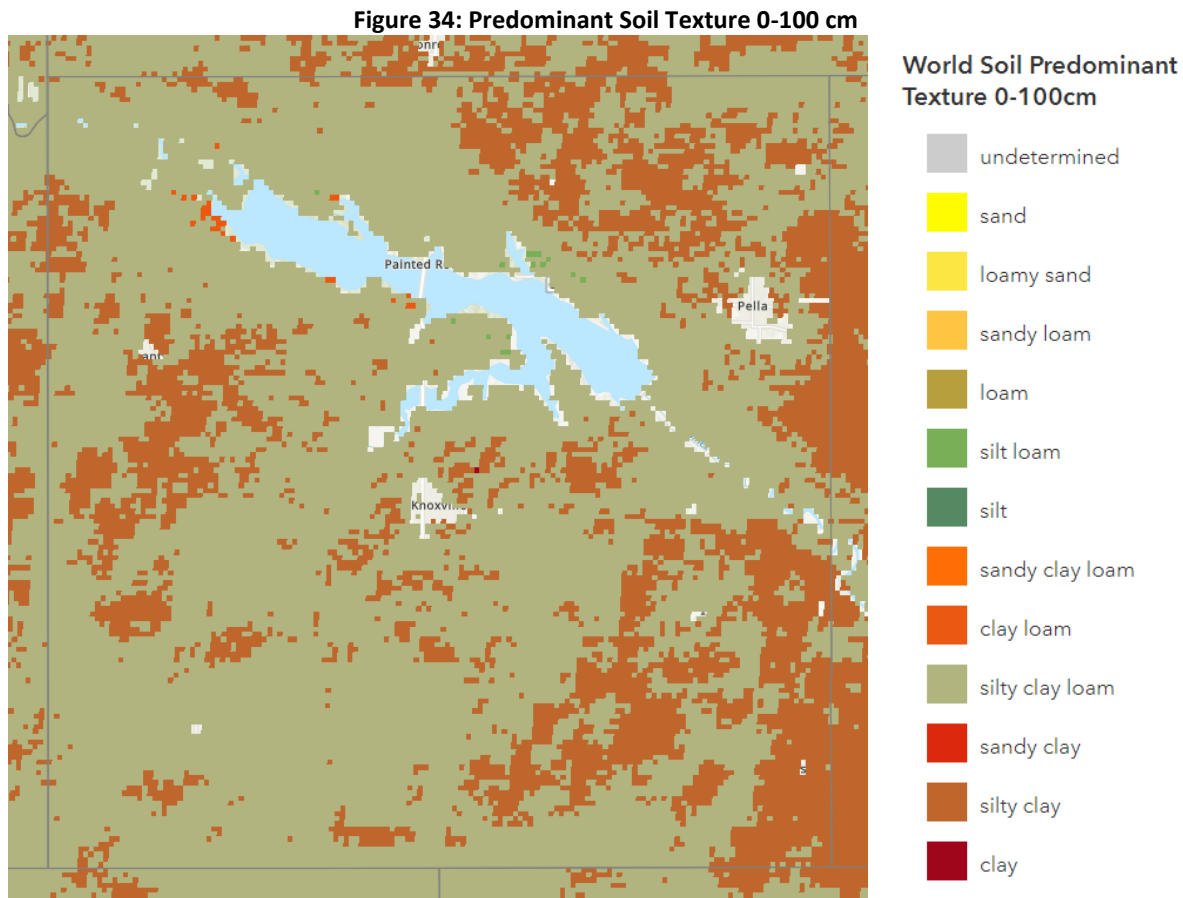 Figure 34: Predominant Soil Texture 0-100 cm
Painted R
Pella
Knoxvi
World Soil Predominant
Texture 0-100cm
undetermined
sand
loamy sand
sandy loam
loam
silt loam
silt
sandy clay loam
clay loam
silty clay loam
sandy clay
silty clay
clay